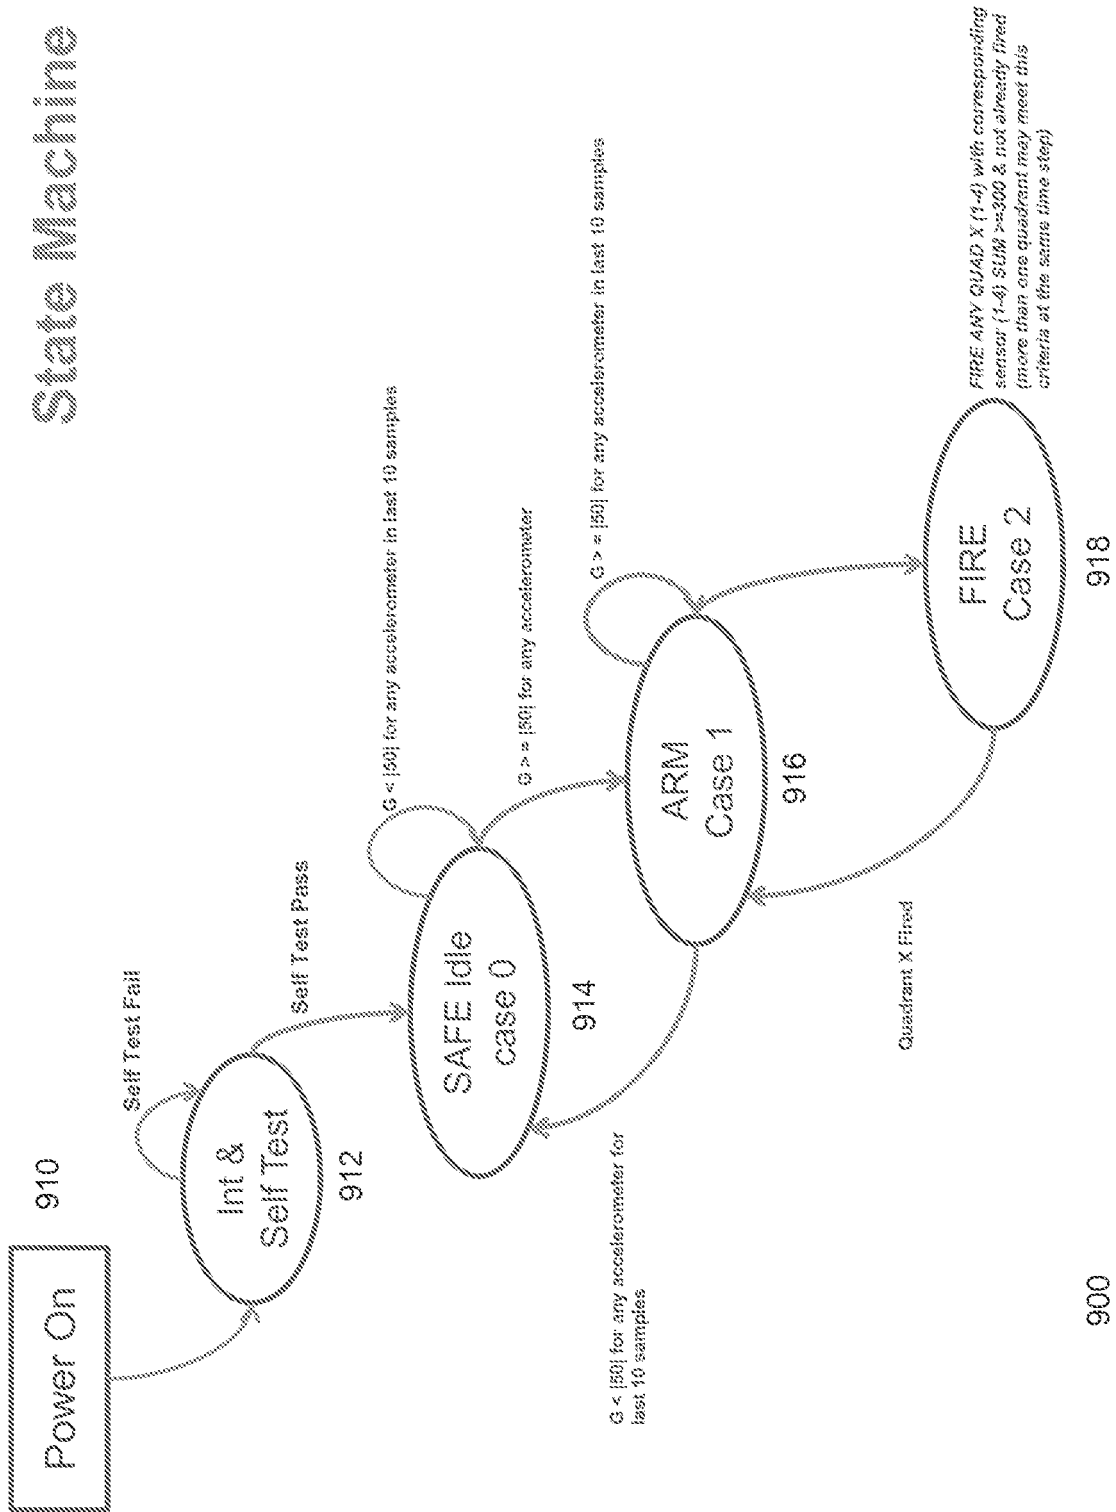 State Machine
Power On
910
Self Test Fail
Int &
Self Test
912
Self Test Pass
G < |50| for any accelerometer in last 10 samples
SAFE Idle
case 0
914
G > = |50| for any accelerometer
G > = |50| for any accelerometer in last 10 samples
G < |50| for any accelerometer for
last 10 samples
ARM
Case 1
916
Quadrant X Fired
FIRE
Case 2
918
FIRE ANY QUAD X (1-4) with corresponding
sensor (1-4) SUM >=300 & not already fired
(more than one quadrant may meet this
criteria at the same time step)
900